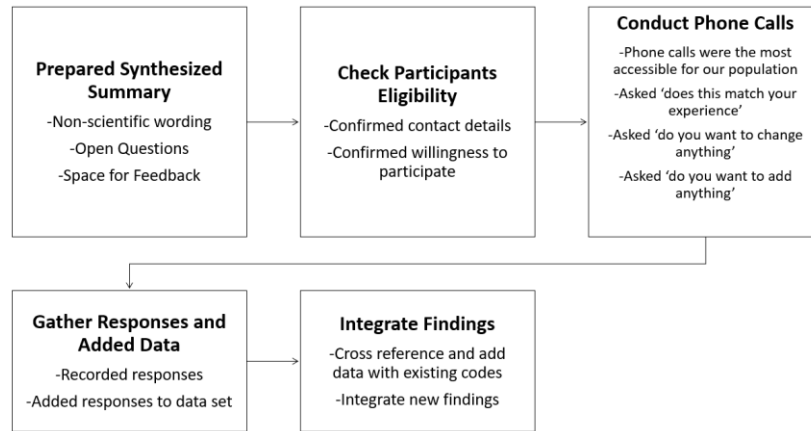 Prepared Synthesized
Summary
-Non-scientific wording
-Open Questions
-Space for Feedback
Check Participants
Eligibility
-Confirmed contact details
-Confirmed willingness to
participate
Conduct Phone Calls
-Phone calls were the most
accessible for our population
-Asked ‘does this match your
experience’
-Asked ‘do you want to change
anything’
-Asked ‘do you want to add
anything’
Gather Responses and
Added Data
-Recorded responses
-Added responses to data set
Integrate Findings
-Cross reference and add
data with existing codes
-Integrate new findings